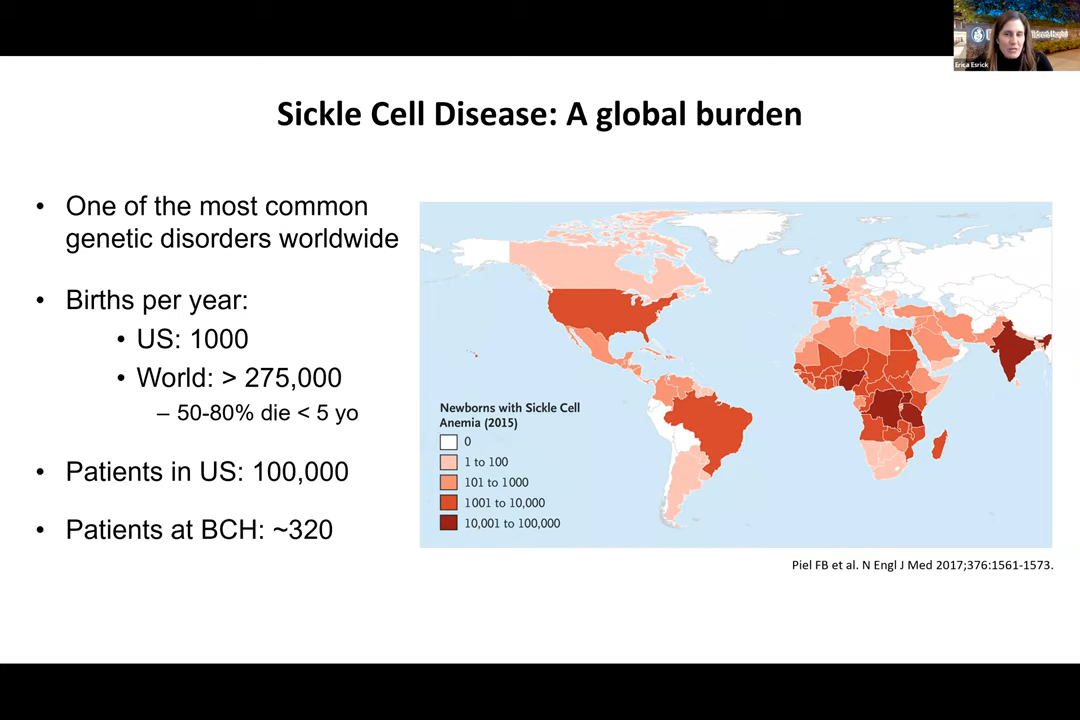 Erica Esrick
Sickle Cell Disease: A global burden
• One of the most common
genetic disorders worldwide
• Births per year:
• US: 1000
• World: > 275,000
– 50-80% die < 5 yo
• Patients in US: 100,000
• Patients at BCH: ~320
Newborns with Sickle Cell
Anemia (2015)
0
1 to 100
101 to 1000
1001 to 10,000
10,001 to 100,000
Piel FB et al. N Engl J Med 2017;376:1561-1573.